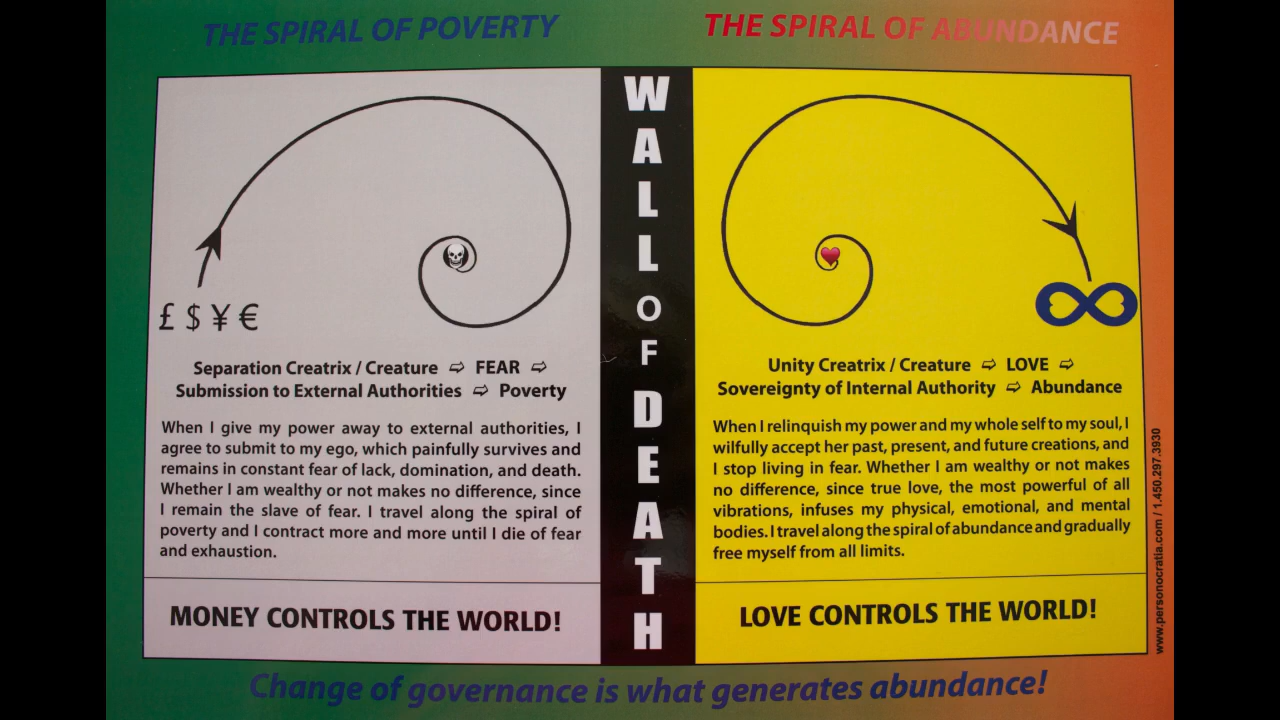 THE SPIRAL OF POVERTY
THE SPIRAL OF ABUNDANCE
£ $ ¥ €
Separation Creatrix / Creature ⇨ FEAR ⇨
Submission to External Authorities ⇨ Poverty
When I give my power away to external authorities, I
agree to submit to my ego, which painfully survives and
remains in constant fear of lack, domination, and death.
Whether I am wealthy or not makes no difference, since
I remain the slave of fear. I travel along the spiral of
poverty and I contract more and more until I die of fear
and exhaustion.
MONEY CONTROLS THE WORLD!
WALL OF DEATH
Unity Creatrix / Creature ⇨ LOVE ⇨
Sovereignty of Internal Authority ⇨ Abundance
When I relinquish my power and my whole self to my soul, I
wilfully accept her past, present, and future creations, and
I stop living in fear. Whether I am wealthy or not makes
no difference, since true love, the most powerful of all
vibrations, infuses my physical, emotional, and mental
bodies. I travel along the spiral of abundance and gradually
free myself from all limits.
LOVE CONTROLS THE WORLD!
www.personocratia.com / 1.450.297.3930
Change of governance is what generates abundance!